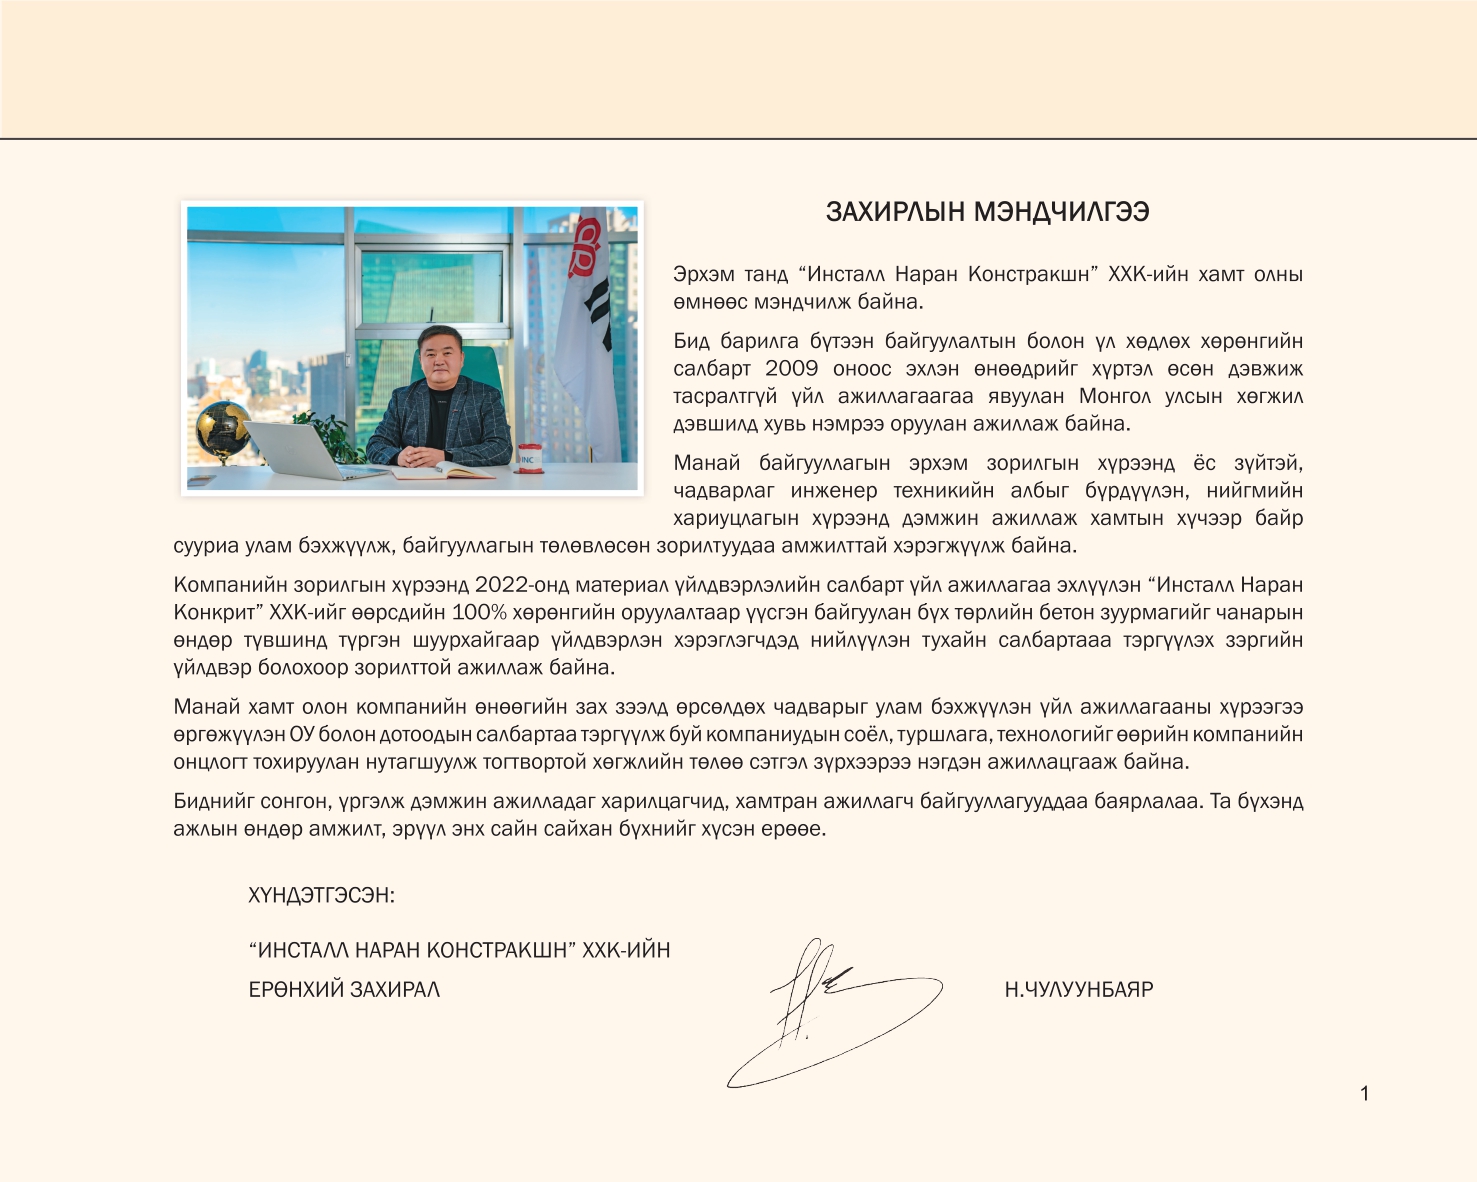 ЗАХИРЛЫН МЭНДЧИЛГЭЭ
Эрхэм танд “Инсталл Наран Констракшн” ХХК-ийн хамт олны
өмнөөс мэндчилж байна.
Бид барилга бүтээн байгуулалтын болон үл хөдлөх хөрөнгийн
салбарт 2009 оноос эхлэн өнөөдрийг хүртэл өсөн дэвжиж
тасралтгүй үйл ажиллагаагаа явуулан Монгол улсын хөгжил
дэвшилд хувь нэмрээ оруулан ажиллаж байна.
Манай байгууллагын эрхэм зорилгын хүрээнд ёс зүйтэй,
чадварлаг инженер техникийн албыг бүрдүүлэн, нийгмийн
хариуцлагын хүрээнд дэмжин ажиллаж хамтын хүчээр байр
сууриа улам бэхжүүлж, байгууллагын төлөвлөсөн зорилтуудаа амжилттай хэрэгжүүлж байна.
Компанийн зорилгын хүрээнд 2022-онд материал үйлдвэрлэлийн салбарт үйл ажиллагаа эхлүүлэн “Инсталл Наран
Конкрит” ХХК-ийг өөрсдийн 100% хөрөнгийн оруулалтаар үүсгэн байгуулан бүх төрлийн бетон зуурмагийг чанарын
өндөр түвшинд түргэн шуурхайгаар үйлдвэрлэн хэрэглэгчдэд нийлүүлэн тухайн салбартааа тэргүүлэх зэргийн
үйлдвэр болохоор зорилттой ажиллаж байна.
Манай хамт олон компанийн өнөөгийн зах зээлд өрсөлдөх чадварыг улам бэхжүүлэн үйл ажиллагааны хүрээгээ
өргөжүүлэн ОУ болон дотоодын салбартаа тэргүүлж буй компаниудын соёл, туршлага, технологийг өөрийн компанийн
онцлогт тохируулан нутагшуулж тогтвортой хөгжлийн төлөө сэтгэл зүрхээрээ нэгдэн ажиллацгааж байна.
Биднийг сонгон, үргэлж дэмжин ажилладаг харилцагчид, хамтран ажиллагч байгууллагууддаа баярлалаа. Та бүхэнд
ажлын өндөр амжилт, эрүүл энх сайн сайхан бүхнийг хүсэн ерөөе.
ХҮНДЭТГЭСЭН:
“ИНСТАЛЛ НАРАН КОНСТРАКШН” ХХК-ИЙН
ЕРӨНХИЙ ЗАХИРАЛ
Н.ЧУЛУУНБАЯР
INC
1